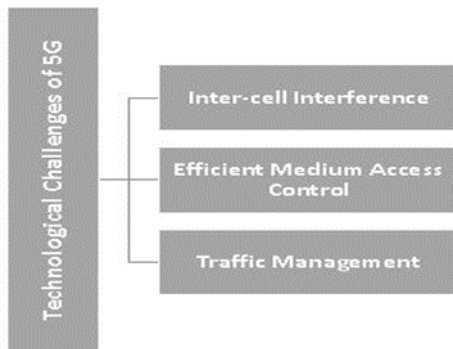 Technological Challenges of 5G
Inter-cell Interference
Efficient Medium Access
Control
Traffic Management